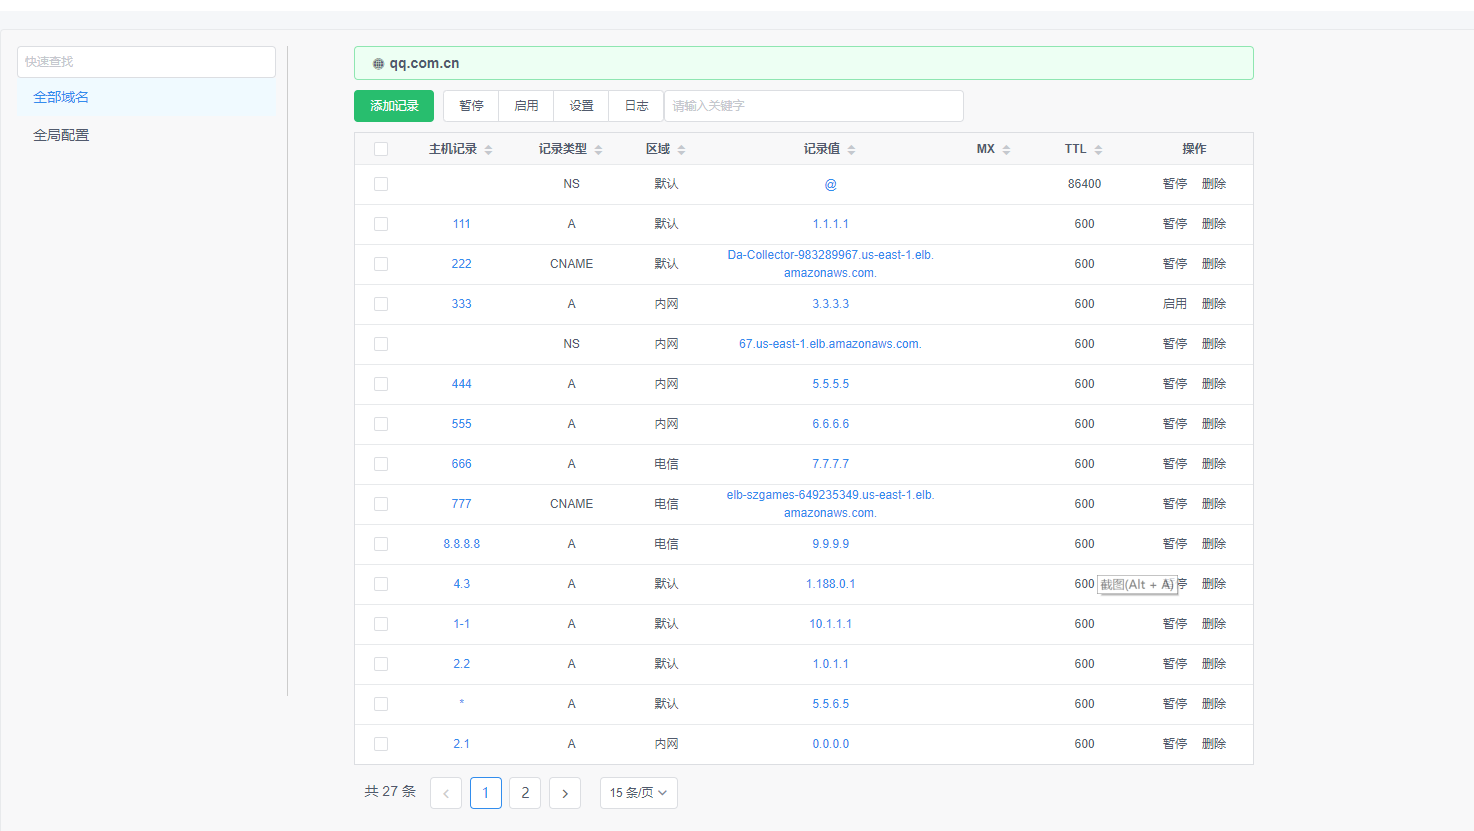 快速查找
全部域名
全局配置
qq.com.cn
添加记录 暂停 启用 设置 日志 请输入关键字
主机记录 记录类型 区域 记录值 MX TTL 操作
NS 默认 @ 86400 暂停 删除
111 A 默认 1.1.1.1 600 暂停 删除
222 CNAME 默认 Da-Collector-983289967.us-east-1.elb.
amazonaws.com. 600 暂停 删除
333 A 内网 3.3.3.3 600 启用 删除
NS 内网 67.us-east-1.elb.amazonaws.com. 600 暂停 删除
444 A 内网 5.5.5.5 600 暂停 删除
555 A 内网 6.6.6.6 600 暂停 删除
666 A 电信 7.7.7.7 600 暂停 删除
777 CNAME 电信 elb-szgames-649235349.us-east-1.elb.
amazonaws.com. 600 暂停 删除
8.8.8.8 A 电信 9.9.9.9 600 暂停 删除
4.3 A 默认 1.188.0.1 600 截图(Alt + A) 停 删除
1-1 A 默认 10.1.1.1 600 暂停 删除
2.2 A 默认 1.0.1.1 600 暂停 删除
* A 默认 5.5.6.5 600 暂停 删除
2.1 A 内网 0.0.0.0 600 暂停 删除
共 27 条 < 1 2 > 15 条/页